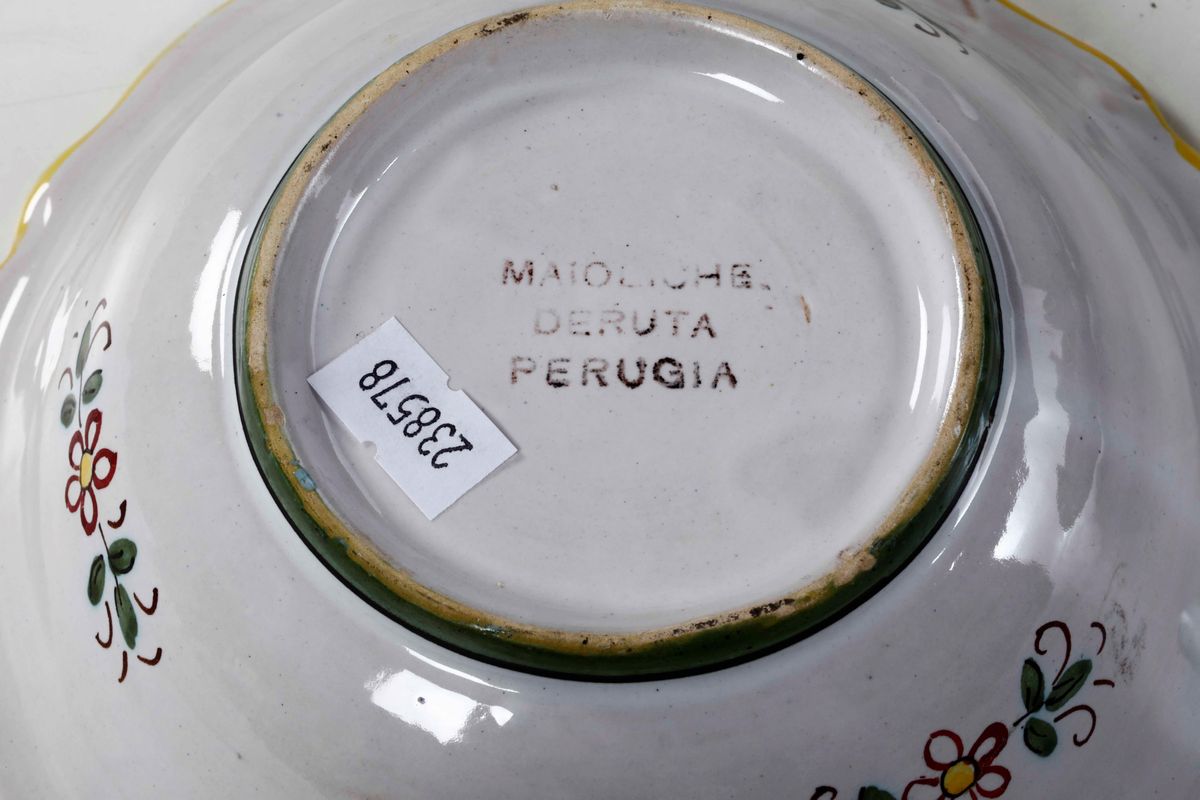 MAIOLICHE
DERUTA
PERUGIA
238578